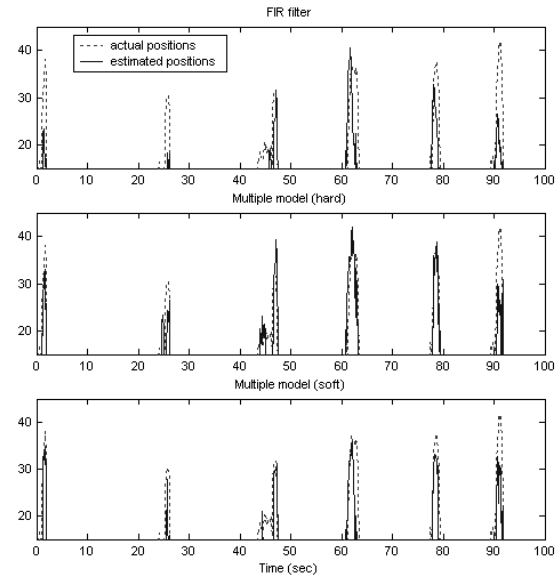 FIR filter
actual positions
estimated positions
40
30
20
0 10 20 30 40 50 60 70 80 90 100
Multiple model (hard)
40
30
20
0 10 20 30 40 50 60 70 80 90 100
Multiple model (soft)
40
30
20
0 10 20 30 40 50 60 70 80 90 100
Time (sec)